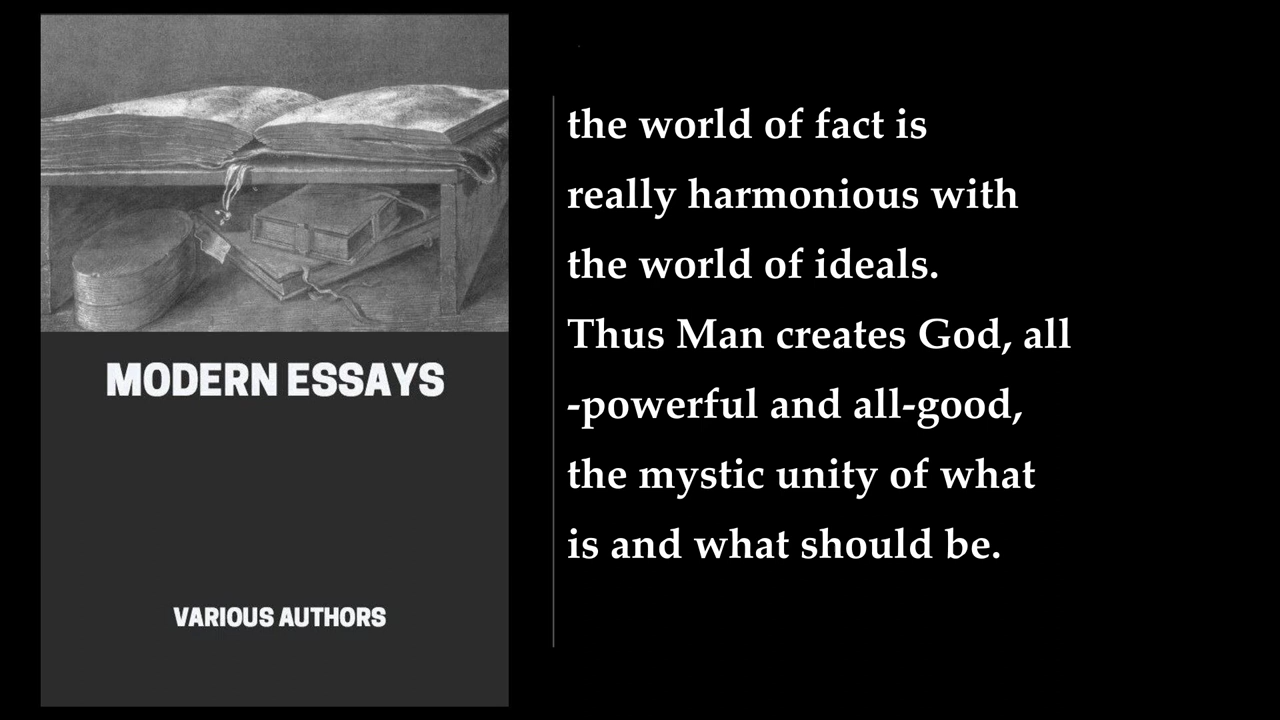 MODERN ESSAYS
VARIOUS AUTHORS
the world of fact is
really harmonious with
the world of ideals.
Thus Man creates God, all
-powerful and all-good,
the mystic unity of what
is and what should be.